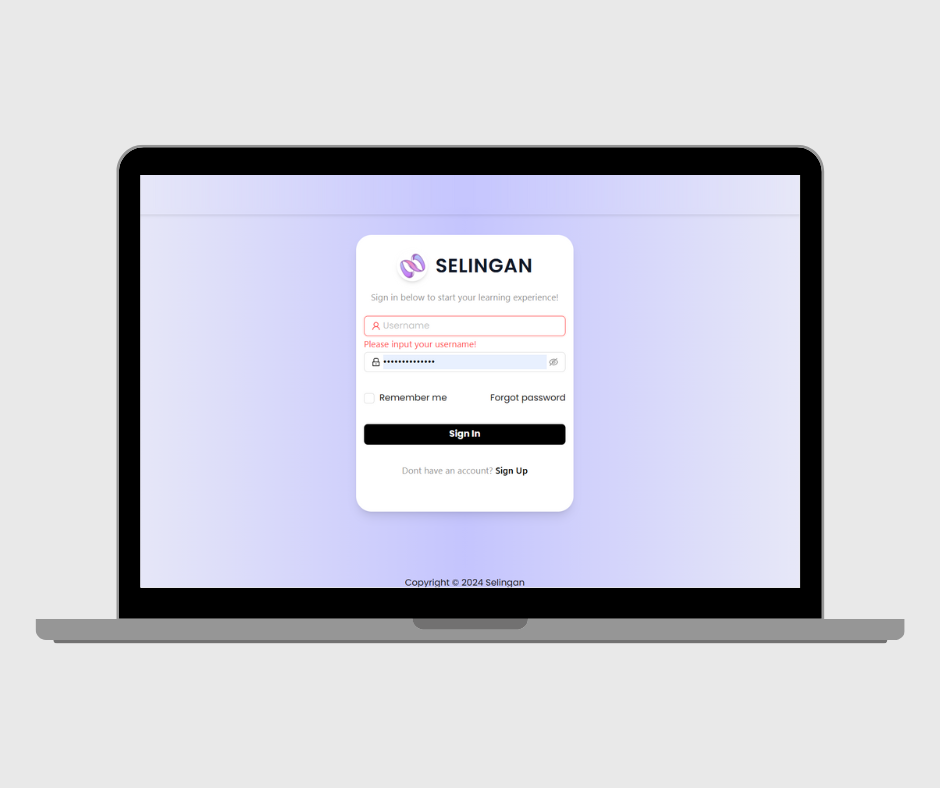 SELINGAN
Sign in below to start your learning experience!
Username
Please input your username!
••••••••••••••
Remember me Forgot password
Sign In
Dont have an account? Sign Up
Copyright © 2024 Selingan